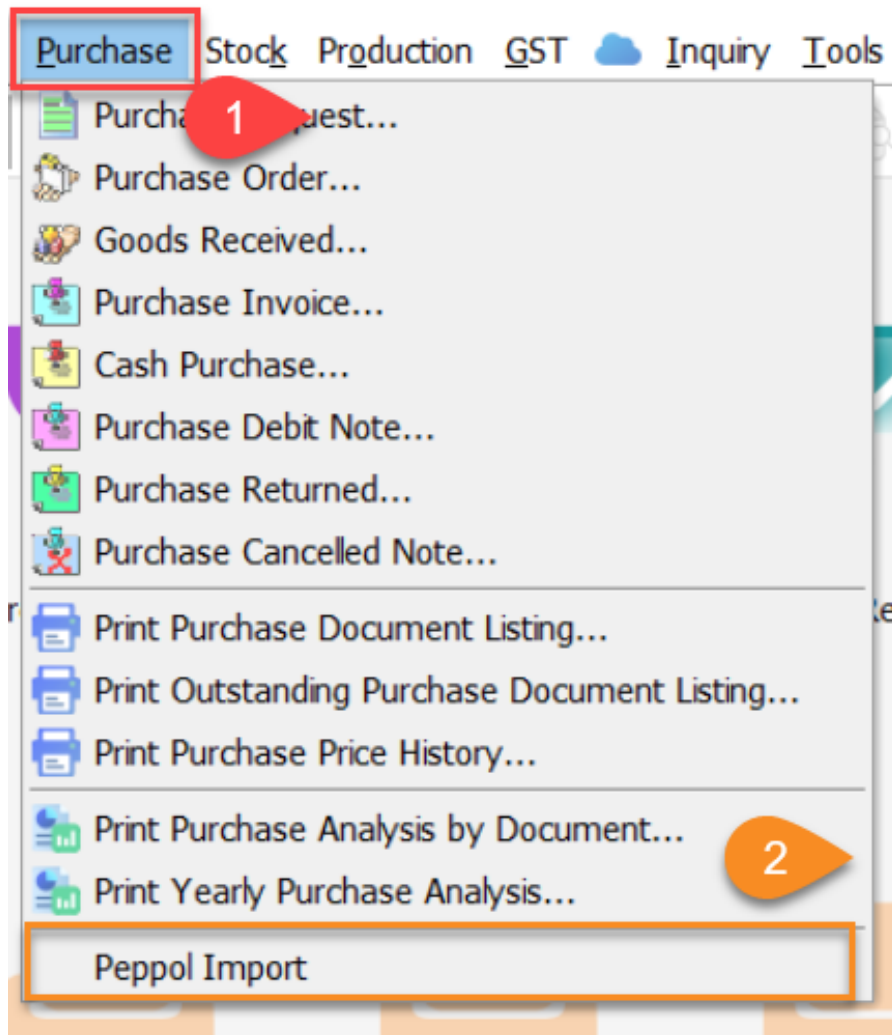 Purchase Stock Production GST Inquiry Tools
1
Purcha uest...
Purchase Order...
Goods Received...
Purchase Invoice...
Cash Purchase...
Purchase Debit Note...
Purchase Returned...
Purchase Cancelled Note...
Print Purchase Document Listing...
Print Outstanding Purchase Document Listing...
Print Purchase Price History...
Print Purchase Analysis by Document...
2
Print Yearly Purchase Analysis...
Peppol Import